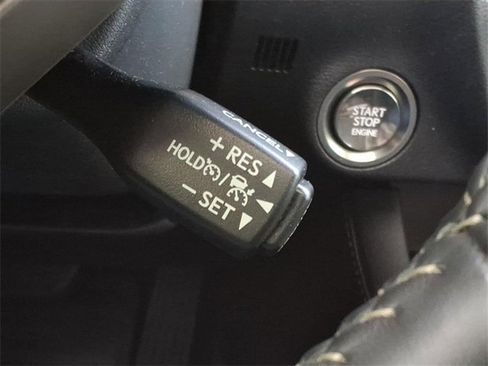 CANCEL
+ RES
HOLD /
- SET
START
STOP
ENGINE